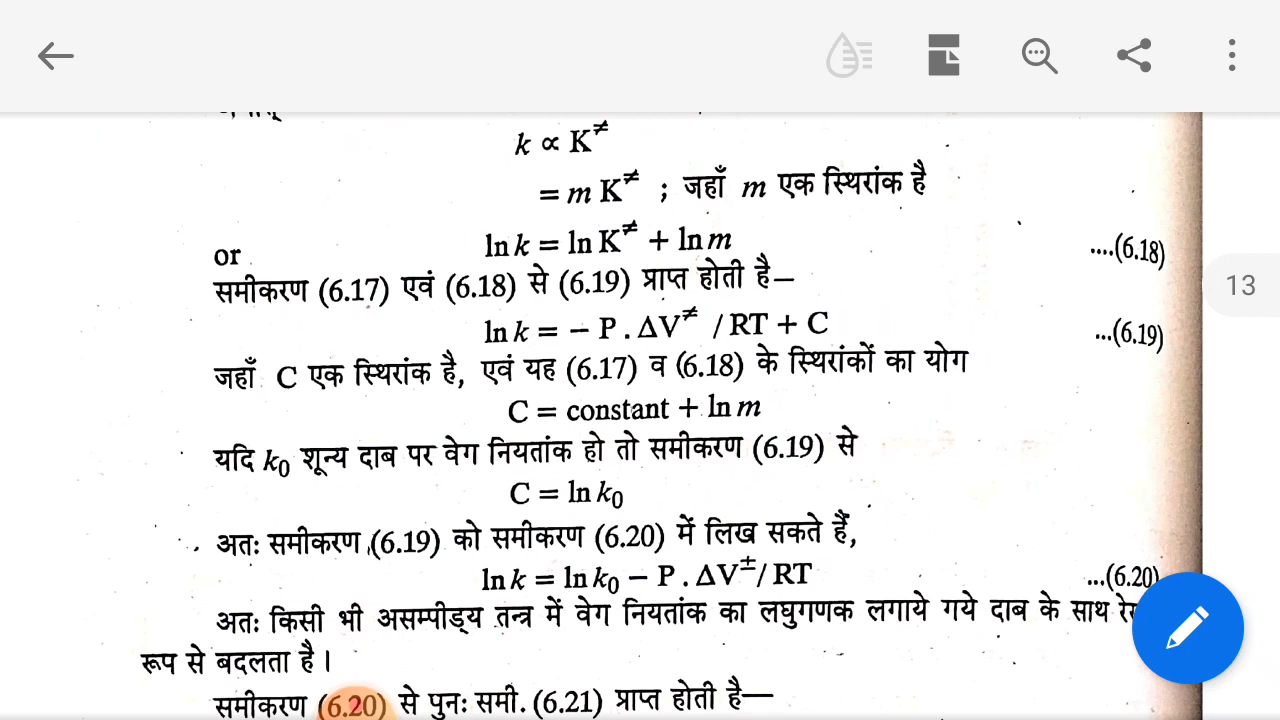 k ∝ K≠
= m K≠ ; जहाँ m एक स्थिरांक है
or ln k = ln K≠ + ln m ....(6.18)
समीकरण (6.17) एवं (6.18) से (6.19) प्राप्त होती है—
ln k = – P . ΔV≠ /RT + C ...(6.19)
जहाँ C एक स्थिरांक है, एवं यह (6.17) व (6.18) के स्थिरांकों का योग
C = constant + ln m
यदि k₀ शून्य दाब पर वेग नियतांक हो तो समीकरण (6.19) से
C = ln k₀
अतः समीकरण (6.19) को समीकरण (6.20) में लिख सकते हैं,
ln k = ln k₀ – P . ΔV± / RT ...(6.20)
अतः किसी भी असम्पीड्य तन्त्र में वेग नियतांक का लघुगणक लगाये गये दाब के साथ
रूप से बदलता है।
समीकरण (6.20) से पुनः समी. (6.21) प्राप्त होती है—
13